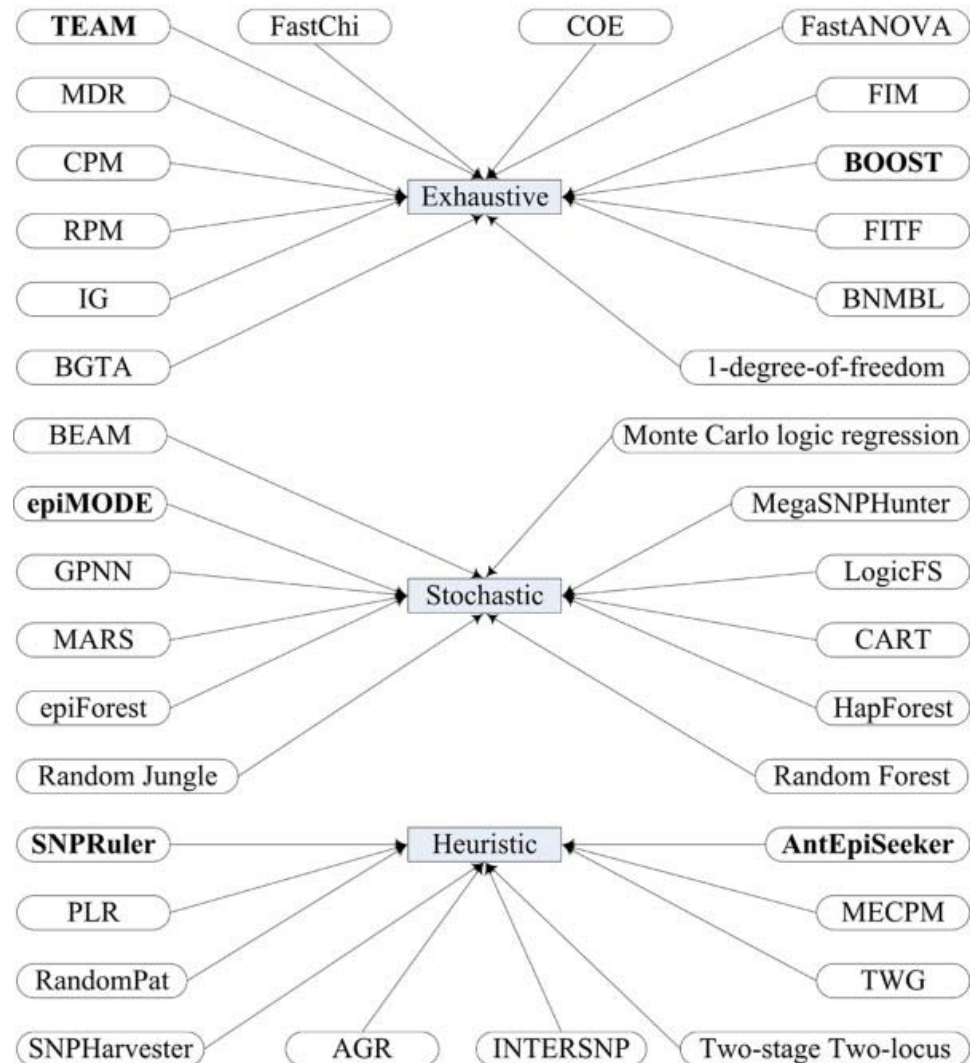 TEAM
FastChi
COE
FastANOVA
MDR
FIM
CPM
BOOST
Exhaustive
RPM
FITF
IG
BNMBL
BGTA
1-degree-of-freedom
BEAM
Monte Carlo logic regression
epiMODE
MegaSNPHunter
GPNN
LogicFS
Stochastic
MARS
CART
epiForest
HapForest
Random Jungle
Random Forest
SNPRuler
Heuristic
AntEpiSeeker
PLR
MECPM
RandomPat
TWG
SNPHarvester
AGR
INTERSNP
Two-stage Two-locus